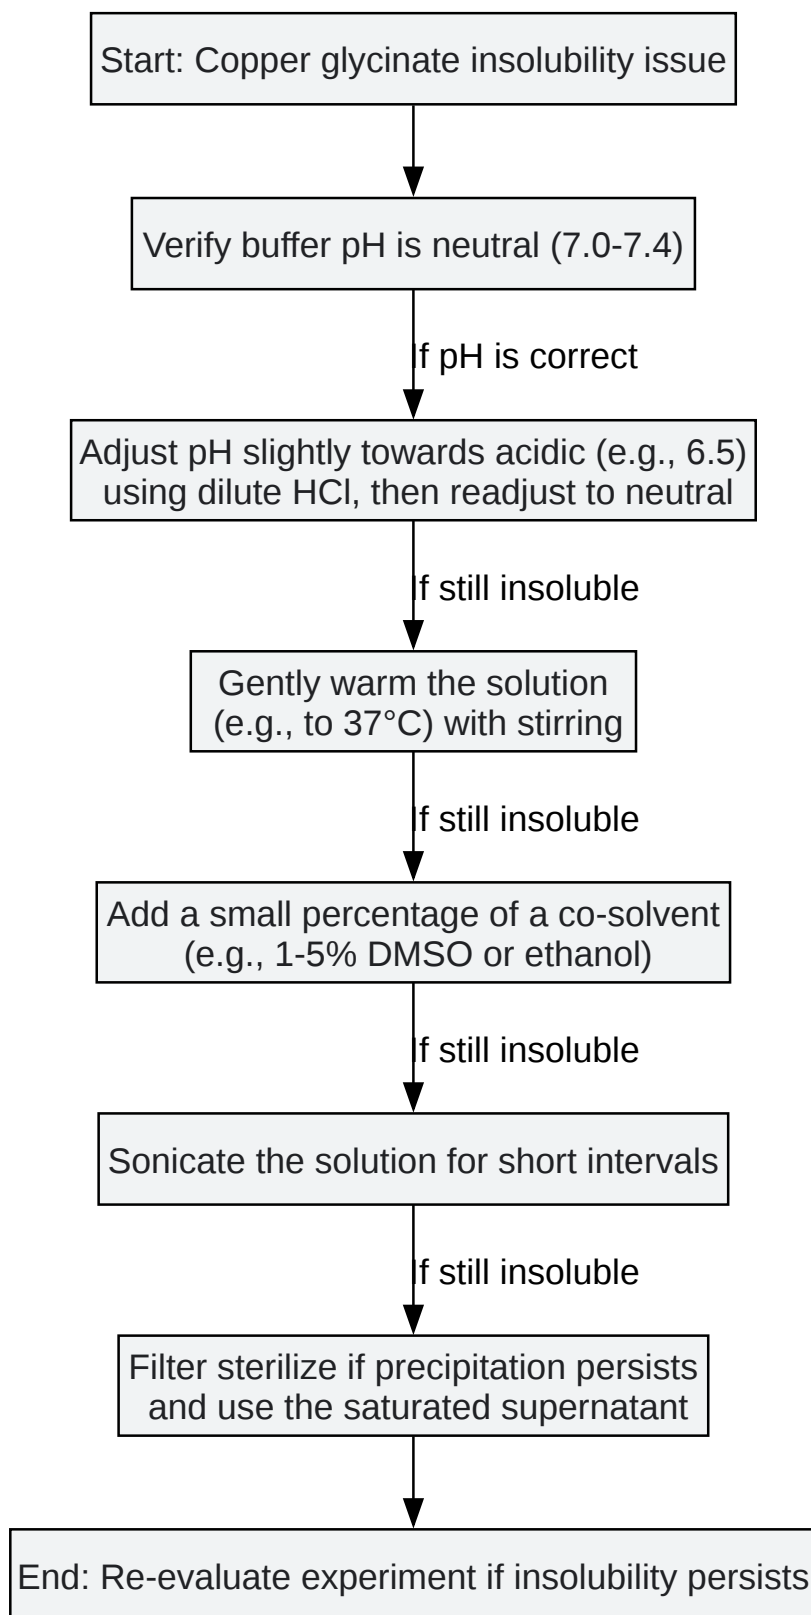 Start: Copper glycinate insolubility issue
Verify buffer pH is neutral (7.0-7.4)
If pH is correct
Adjust pH slightly towards acidic (e.g., 6.5)
using dilute HCl, then readjust to neutral
If still insoluble
Gently warm the solution
(e.g., to 37°C) with stirring
If still insoluble
Add a small percentage of a co-solvent
(e.g., 1-5% DMSO or ethanol)
If still insoluble
Sonicate the solution for short intervals
If still insoluble
Filter sterilize if precipitation persists
and use the saturated supernatant
End: Re-evaluate experiment if insolubility persists